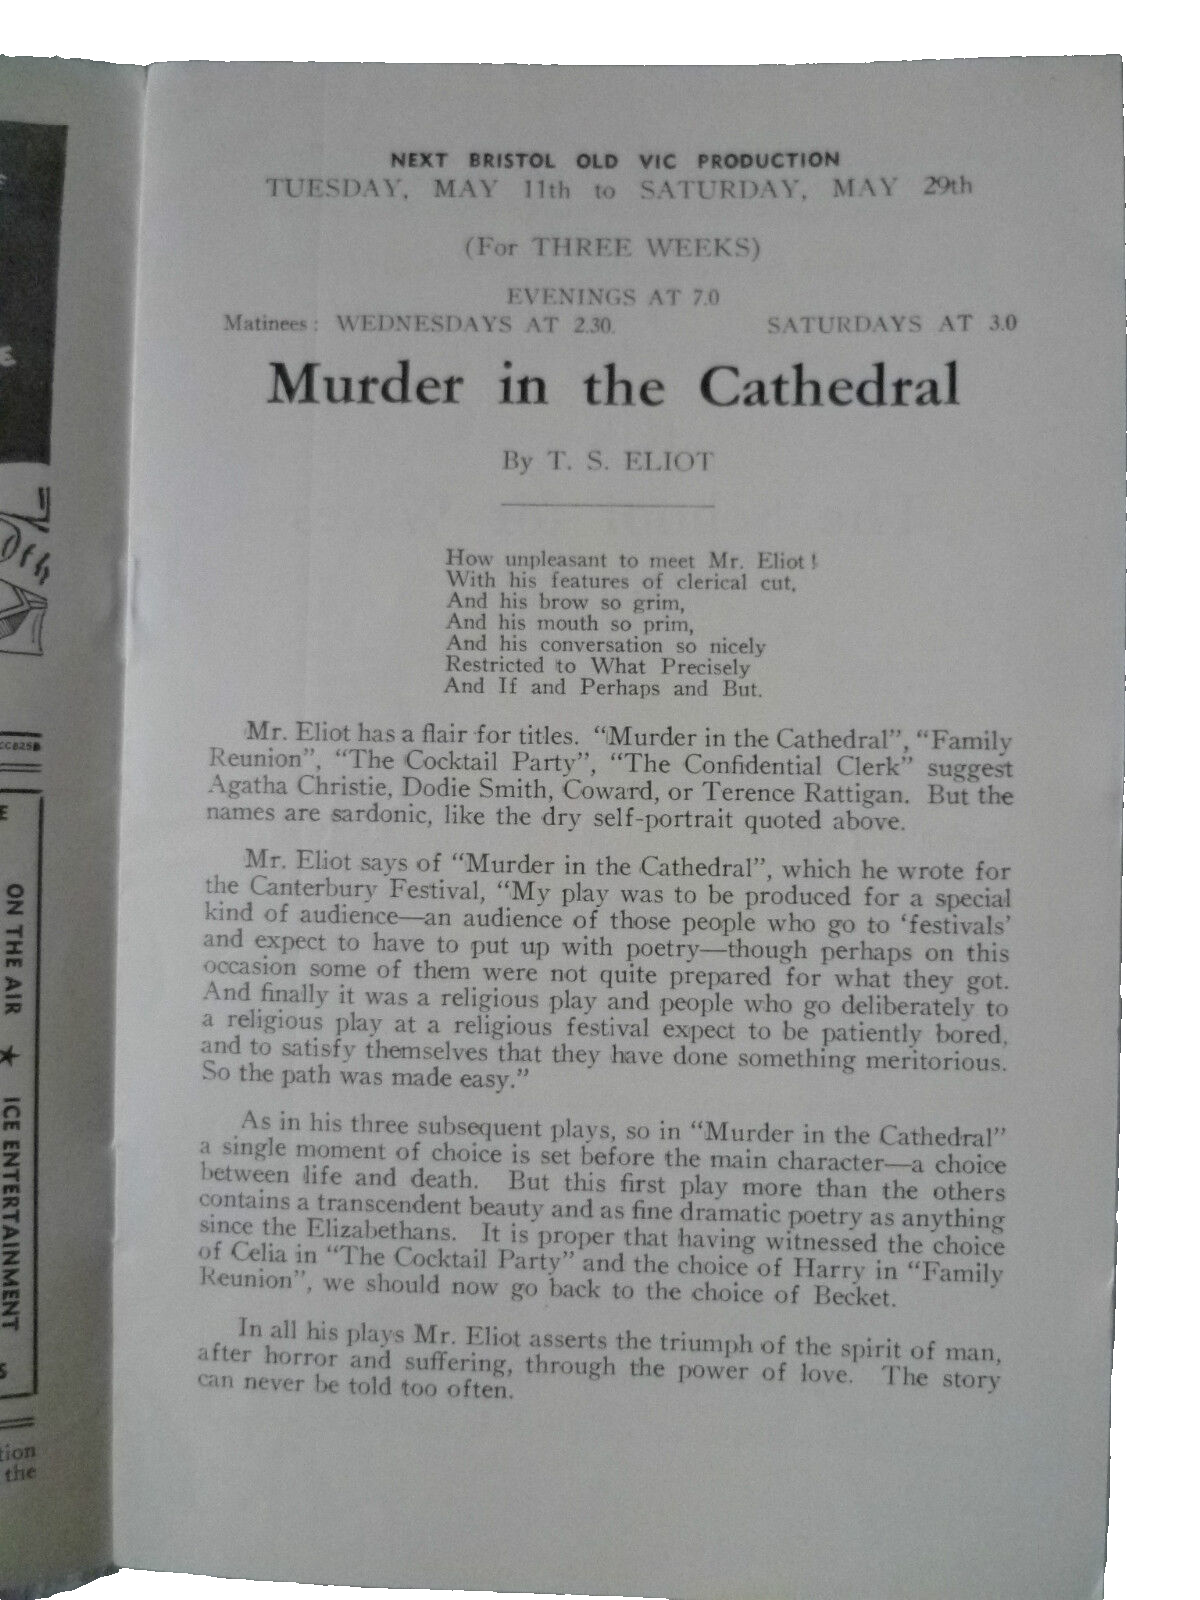 NEXT BRISTOL OLD VIC PRODUCTION
TUESDAY, MAY 11th to SATURDAY, MAY 29th
(For THREE WEEKS)
EVENINGS AT 7.0
Matinees: WEDNESDAYS AT 2.30. SATURDAYS AT 3.0
Murder in the Cathedral
By T. S. ELIOT
How unpleasant to meet Mr. Eliot!
With his features of clerical cut,
And his brow so grim,
And his mouth so prim,
And his conversation so nicely
Restricted to What Precisely
And If and Perhaps and But.
Mr. Eliot has a flair for titles. “Murder in the Cathedral”, “Family
Reunion”, “The Cocktail Party”, “The Confidential Clerk” suggest
Agatha Christie, Dodie Smith, Coward, or Terence Rattigan. But the
names are sardonic, like the dry self-portrait quoted above.
Mr. Eliot says of “Murder in the Cathedral”, which he wrote for
the Canterbury Festival, “My play was to be produced for a special
kind of audience—an audience of those people who go to ‘festivals’
and expect to have to put up with poetry—though perhaps on this
occasion some of them were not quite prepared for what they got.
And finally it was a religious play and people who go deliberately to
a religious play at a religious festival expect to be patiently bored,
and to satisfy themselves that they have done something meritorious.
So the path was made easy.”
As in his three subsequent plays, so in “Murder in the Cathedral”
a single moment of choice is set before the main character—a choice
between life and death. But this first play more than the others
contains a transcendent beauty and as fine dramatic poetry as anything
since the Elizabethans. It is proper that having witnessed the choice
of Celia in “The Cocktail Party” and the choice of Harry in “Family
Reunion”, we should now go back to the choice of Becket.
In all his plays Mr. Eliot asserts the triumph of the spirit of man,
after horror and suffering, through the power of love. The story
can never be told too often.
ON THE AIR ★ ICE ENTERTAINMENT
the